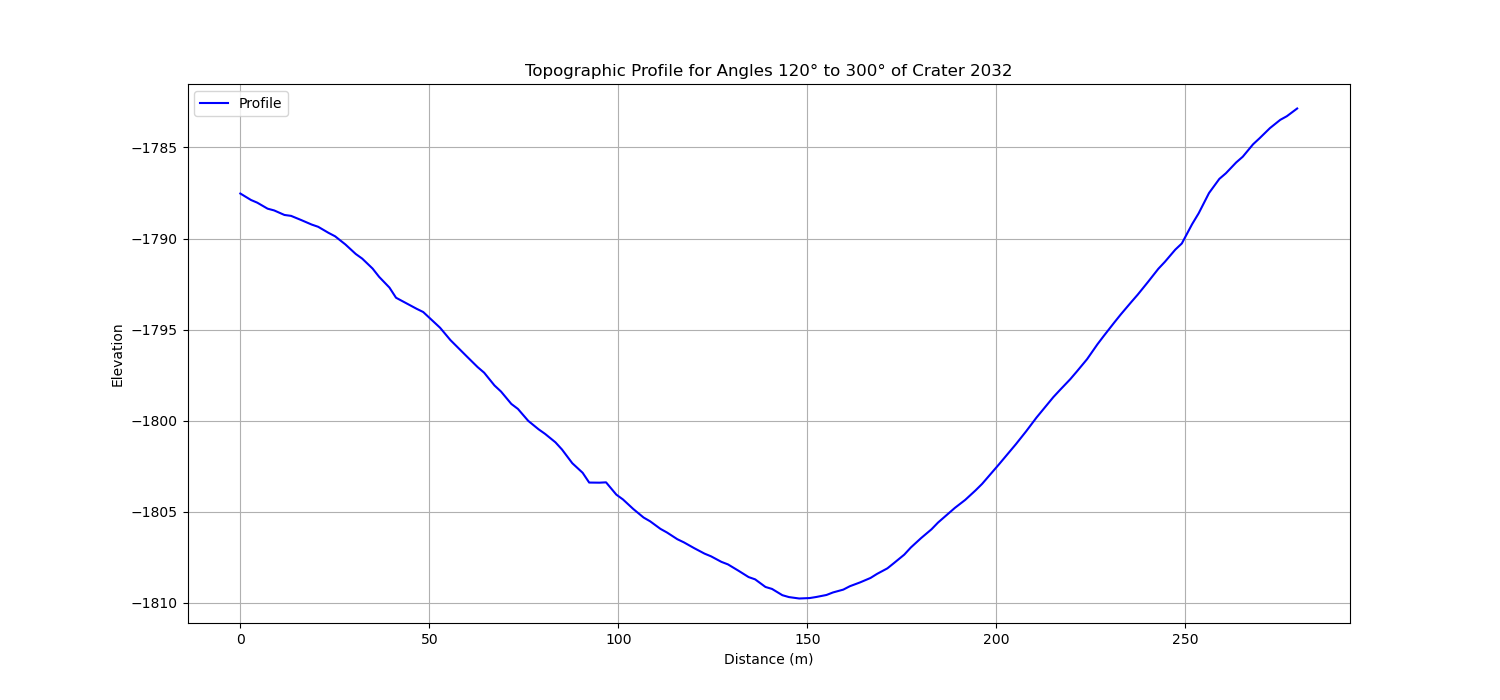 Topographic Profile for Angles 120° to 300° of Crater 2032
Profile
−1785
−1790
−1795
−1800
−1805
−1810
Elevation
0 50 100 150 200 250
Distance (m)